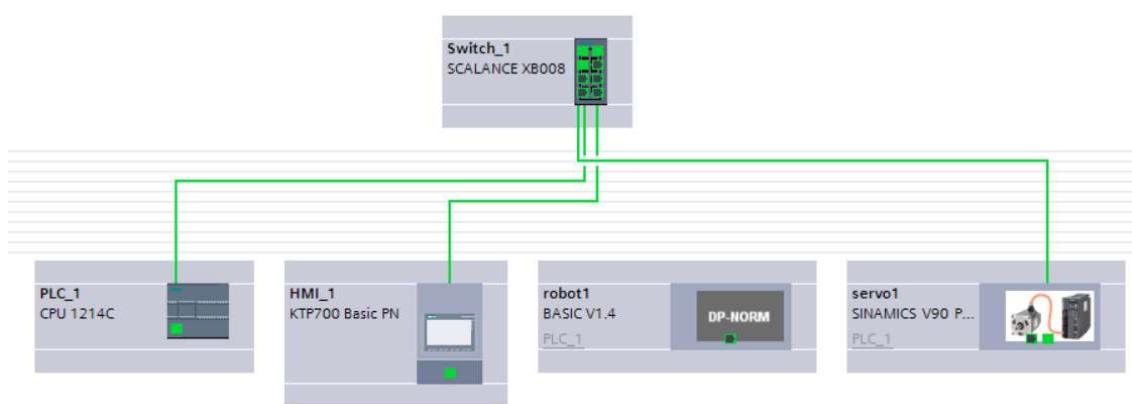 Switch_1
SCALANCE XB008
PLC_1
CPU 1214C
HMI_1
KTP700 Basic PN
robot1
BASIC V1.4
PLC_1
DP-NORM
servo1
SINAMICS V90 P...
PLC_1